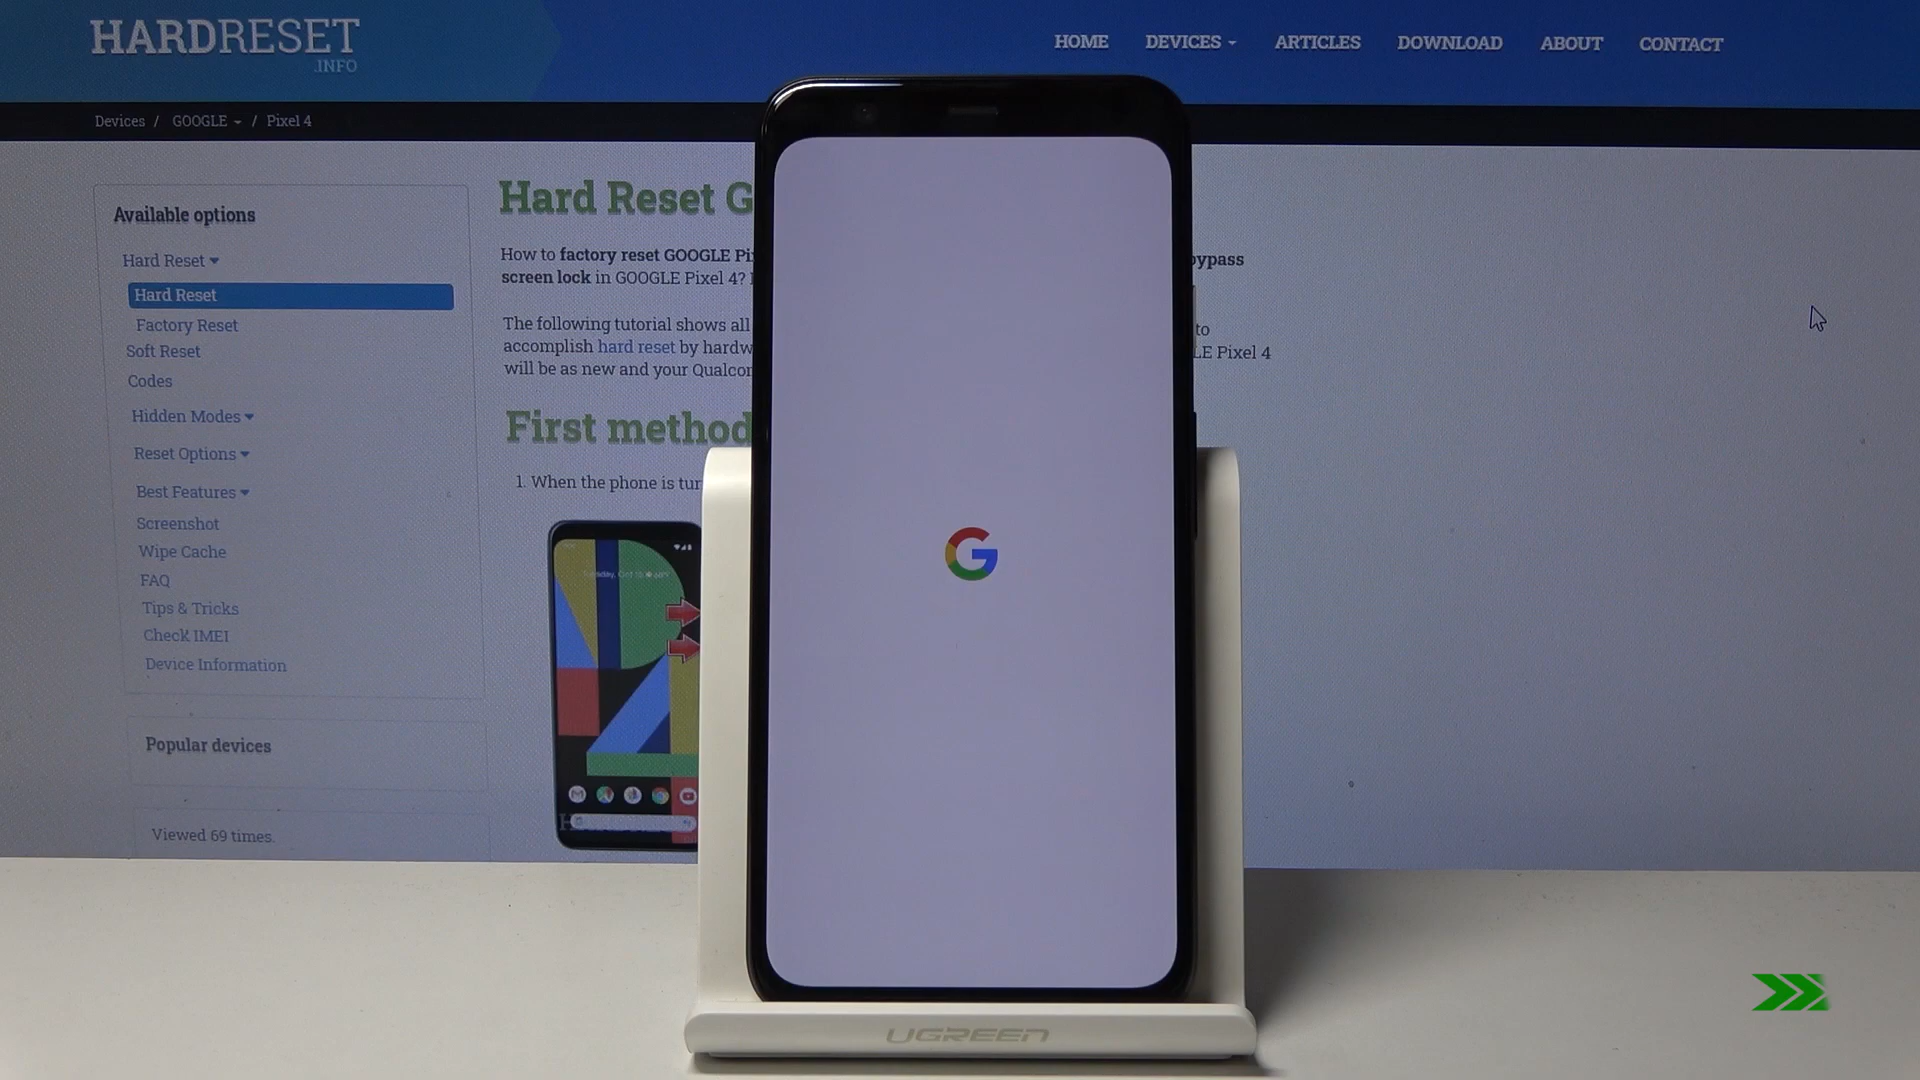 HARDRESET
.INFO
HOME DEVICES ARTICLES DOWNLOAD ABOUT CONTACT
Devices / GOOGLE / Pixel 4
Available options
Hard Reset
Hard Reset
Factory Reset
Soft Reset
Codes
Hidden Modes
Reset Options
Best Features
Screenshot
Wipe Cache
FAQ
Tips & Tricks
Check IMEI
Device Information
Popular devices
Viewed 69 times.
Hard Reset G
How to factory reset GOOGLE Pi bypass
screen lock in GOOGLE Pixel 4?
The following tutorial shows all to
accomplish hard reset by hardw LE Pixel 4
will be as new and your Qualcon
First method
1. When the phone is tur
G
UGREEN